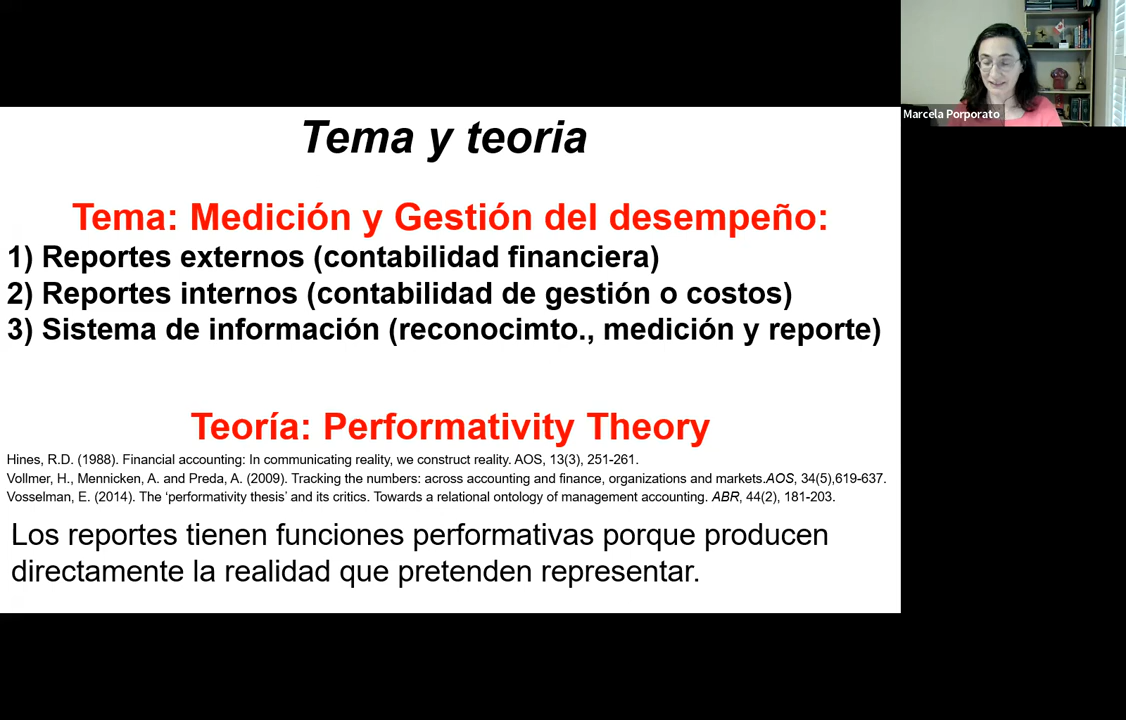 Tema y teoria
Tema: Medición y Gestión del desempeño:
1) Reportes externos (contabilidad financiera)
2) Reportes internos (contabilidad de gestión o costos)
3) Sistema de información (reconocimto., medición y reporte)
Teoría: Performativity Theory
Hines, R.D. (1988). Financial accounting: In communicating reality, we construct reality. AOS, 13(3), 251-261.
Vollmer, H., Mennicken, A. and Preda, A. (2009). Tracking the numbers: across accounting and finance, organizations and markets.AOS, 34(5),619-637.
Vosselman, E. (2014). The ‘performativity thesis’ and its critics. Towards a relational ontology of management accounting. ABR, 44(2), 181-203.
Los reportes tienen funciones performativas porque producen
directamente la realidad que pretenden representar.
Marcela Porporato